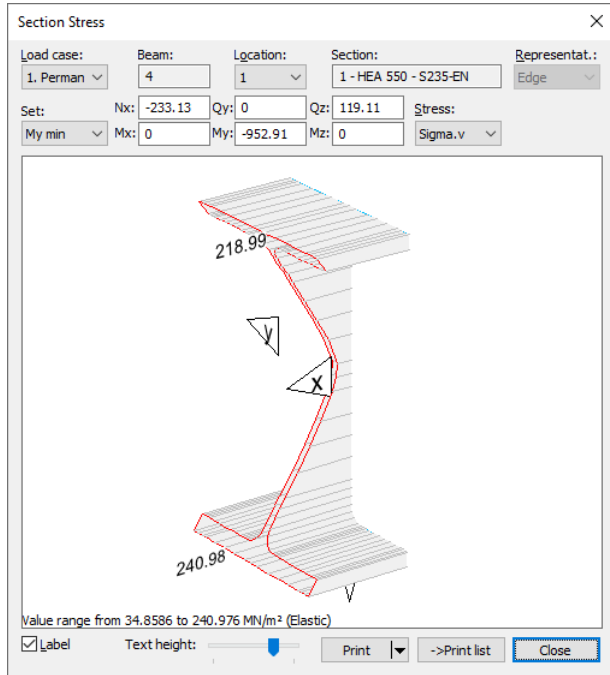 Section Stress
Load case: Beam: Location: Section: Representat.:
1. Perman 4 1 1 - HEA 550 - S235-EN Edge
Set: Nx: -233.13 Qy: 0 Qz: 119.11 Stress:
My min Mx: 0 My: -952.91 Mz: 0 Sigma.v
218.99
y
x
240.98
Value range from 34.8586 to 240.976 MN/m² (Elastic)
Label Text height: Print ->Print list Close